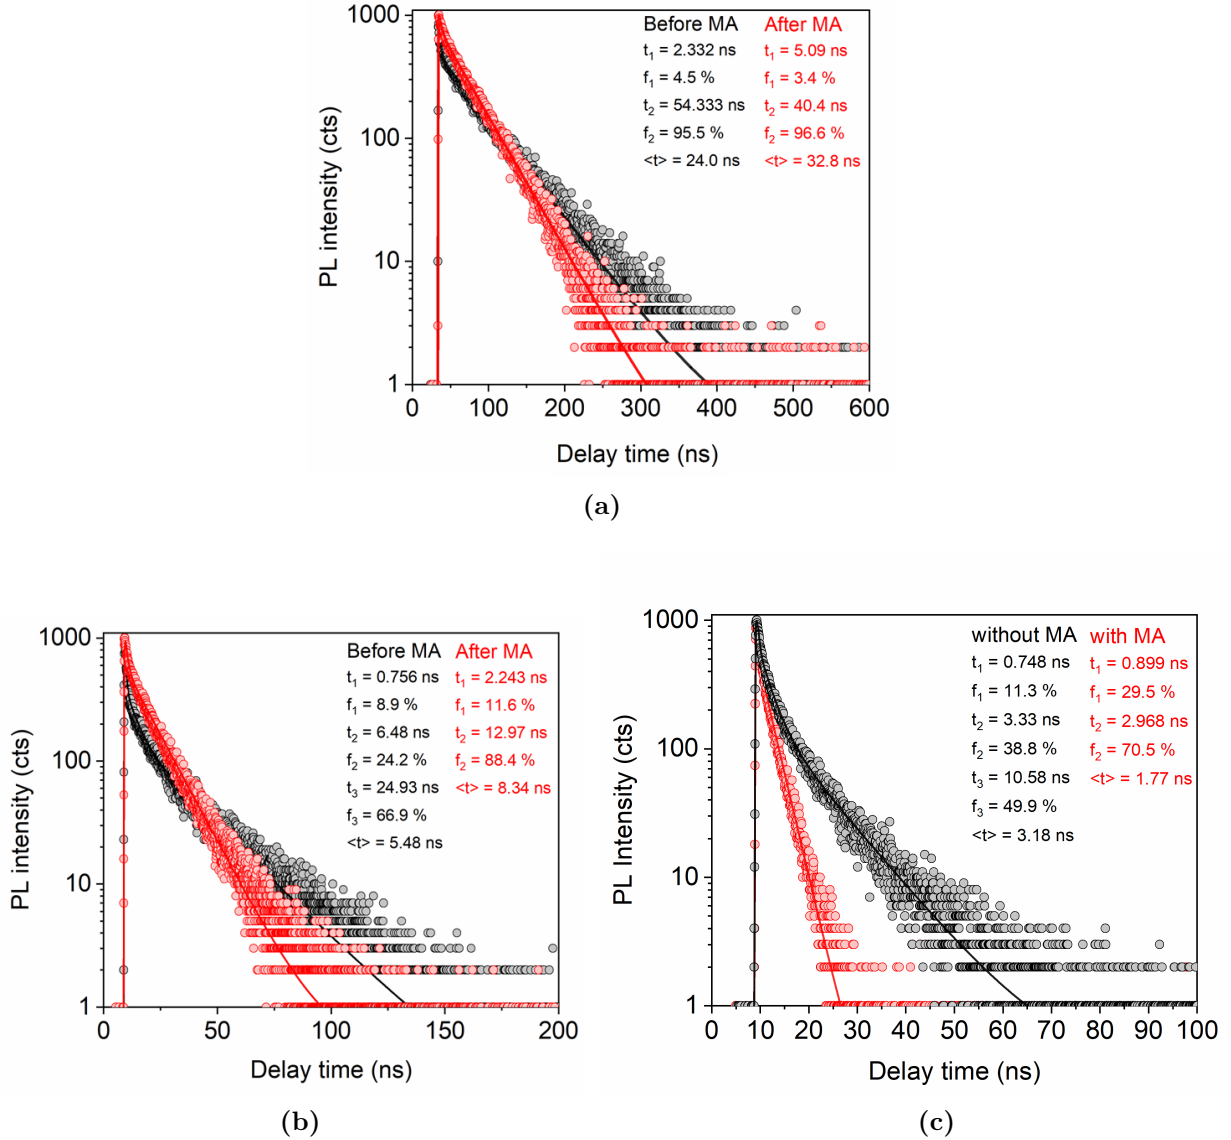 1000
100
10
1
PL intensity (cts)
0 100 200 300 400 500 600
Delay time (ns)
Before MA After MA
t1 = 2.332 ns t1 = 5.09 ns
f1 = 4.5 % f1 = 3.4 %
t2 = 54.333 ns t2 = 40.4 ns
f2 = 95.5 % f2 = 96.6 %
<t> = 24.0 ns <t> = 32.8 ns
(a)
1000
100
10
1
PL intensity (cts)
0 50 100 150 200
Delay time (ns)
Before MA After MA
t1 = 0.756 ns t1 = 2.243 ns
f1 = 8.9 % f1 = 11.6 %
t2 = 6.48 ns t2 = 12.97 ns
f2 = 24.2 % f2 = 88.4 %
t3 = 24.93 ns <t> = 8.34 ns
f3 = 66.9 %
<t> = 5.48 ns
(b)
1000
100
10
1
PL Intensity (cts)
0 10 20 30 40 50 60 70 80 90 100
Delay time (ns)
without MA with MA
t1 = 0.748 ns t1 = 0.899 ns
f1 = 11.3 % f1 = 29.5 %
t2 = 3.33 ns t2 = 2.968 ns
f2 = 38.8 % f2 = 70.5 %
t3 = 10.58 ns <t> = 1.77 ns
f3 = 49.9 %
<t> = 3.18 ns
(c)